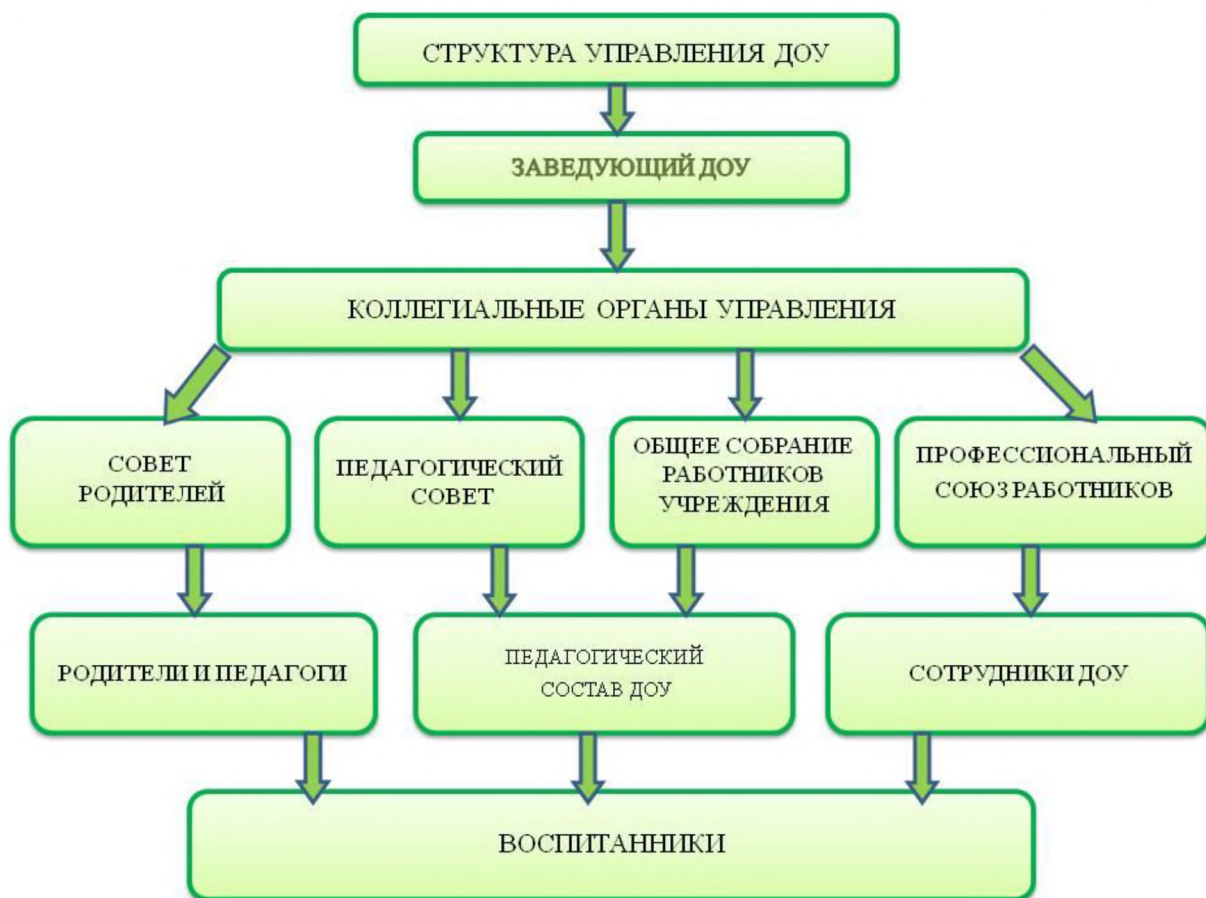 СТРУКТУРА УПРАВЛЕНИЯ ДОУ
ЗАВЕДУЮЩИЙ ДОУ
КОЛЛЕГИАЛЬНЫЕ ОРГАНЫ УПРАВЛЕНИЯ
СОВЕТ
РОДИТЕЛЕЙ
ПЕДАГОГИЧЕСКИЙ
СОВЕТ
ОБЩЕЕ СОБРАНИЕ
РАБОТНИКОВ
УЧРЕЖДЕНИЯ
ПРОФЕССИОНАЛЬНЫЙ
СОЮЗ РАБОТНИКОВ
РОДИТЕЛИ И ПЕДАГОГИ
ПЕДАГОГИЧЕСКИЙ
СОСТАВ ДОУ
СОТРУДНИКИ ДОУ
ВОСПИТАННИКИ